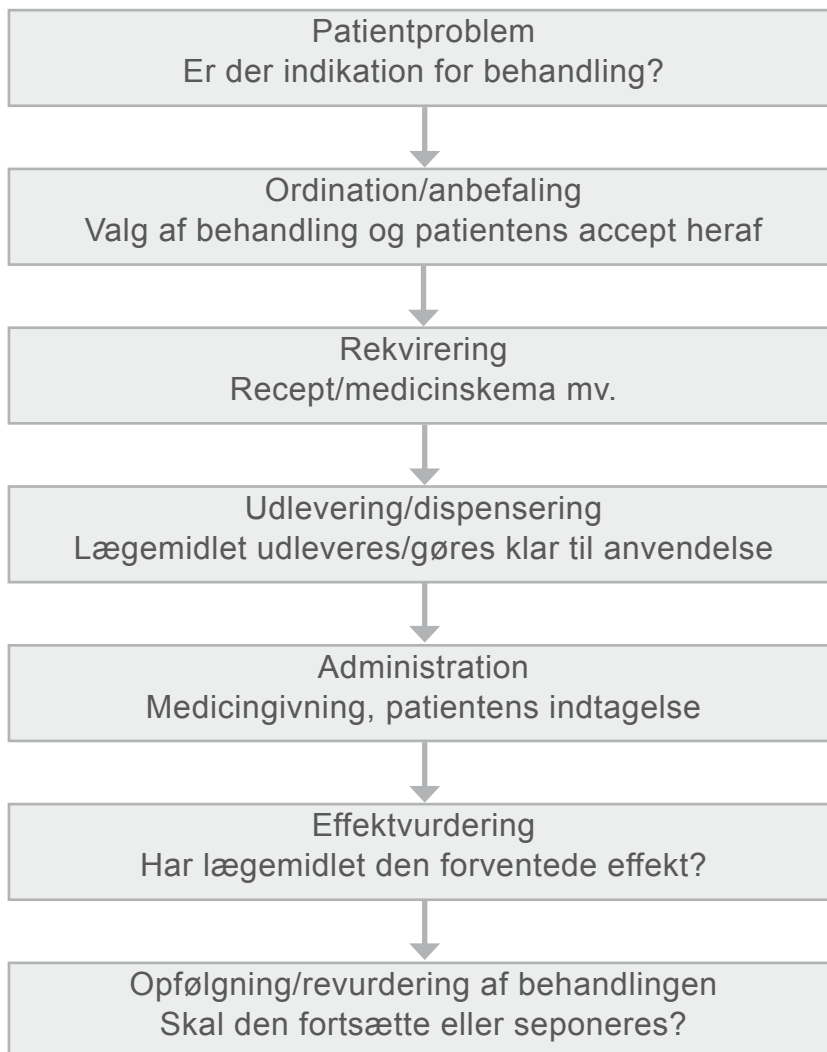 Patientproblem
Er der indikation for behandling?
Ordination/anbefaling
Valg af behandling og patientens accept heraf
Rekvirering
Recept/medicinskema mv.
Udlevering/dispensering
Lægemidlet udleveres/gøres klar til anvendelse
Administration
Medicingivning, patientens indtagelse
Effektvurdering
Har lægemidlet den forventede effekt?
Opfølgning/revurdering af behandlingen
Skal den fortsætte eller seponeres?